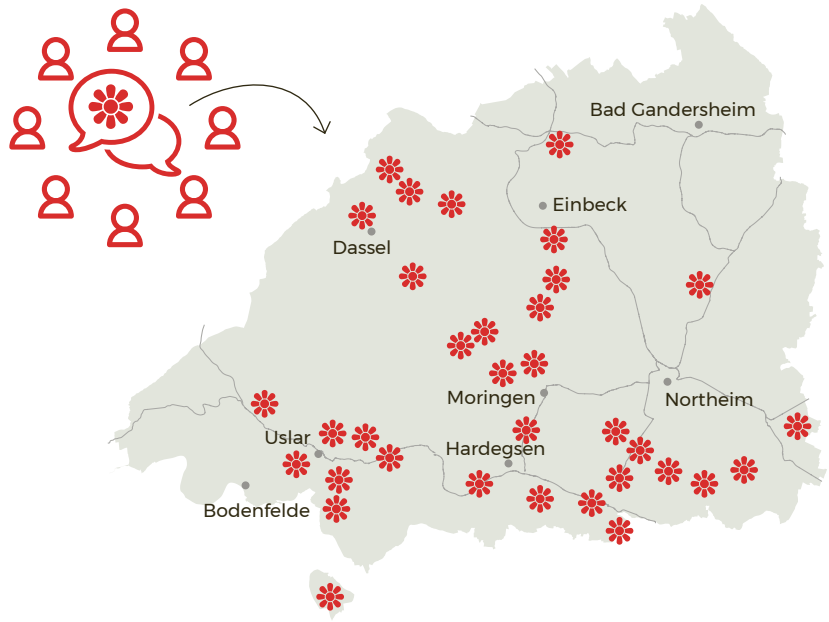 Bad Gandersheim
Einbeck
Dassel
Moringen
Northeim
Uslar
Hardegsen
Bodenfelde